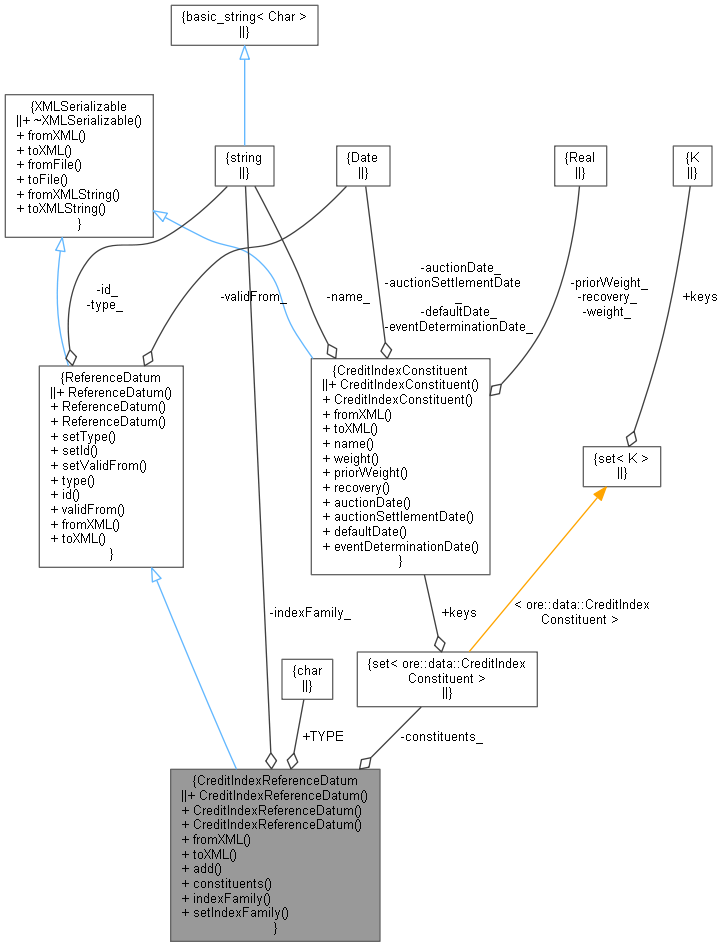 {basic_string< Char >
||}
{XMLSerializable
||+ ~XMLSerializable()
+ fromXML()
+ toXML()
+ fromFile()
+ toFile()
+ fromXMLString()
+ toXMLString()
}
{string
||}
{Date
||}
{Real
||}
{K
||}
-id_
-type_
-validFrom_
-name_
-auctionDate_
-auctionSettlementDate
_
-defaultDate_
-eventDeterminationDate_
-priorWeight_
-recovery_
-weight_
+keys
{ReferenceDatum
||+ ReferenceDatum()
+ ReferenceDatum()
+ ReferenceDatum()
+ setType()
+ setId()
+ setValidFrom()
+ type()
+ id()
+ validFrom()
+ fromXML()
+ toXML()
}
{CreditIndexConstituent
||+ CreditIndexConstituent()
+ CreditIndexConstituent()
+ fromXML()
+ toXML()
+ name()
+ weight()
+ priorWeight()
+ recovery()
+ auctionDate()
+ auctionSettlementDate()
+ defaultDate()
+ eventDeterminationDate()
}
{set< K >
||}
-indexFamily_
+keys
< ore::data::CreditIndex
Constituent >
{char
||}
{set< ore::data::CreditIndex
Constituent >
||}
+TYPE
-constituents_
{CreditIndexReferenceDatum
||+ CreditIndexReferenceDatum()
+ CreditIndexReferenceDatum()
+ CreditIndexReferenceDatum()
+ fromXML()
+ toXML()
+ add()
+ constituents()
+ indexFamily()
+ setIndexFamily()
}